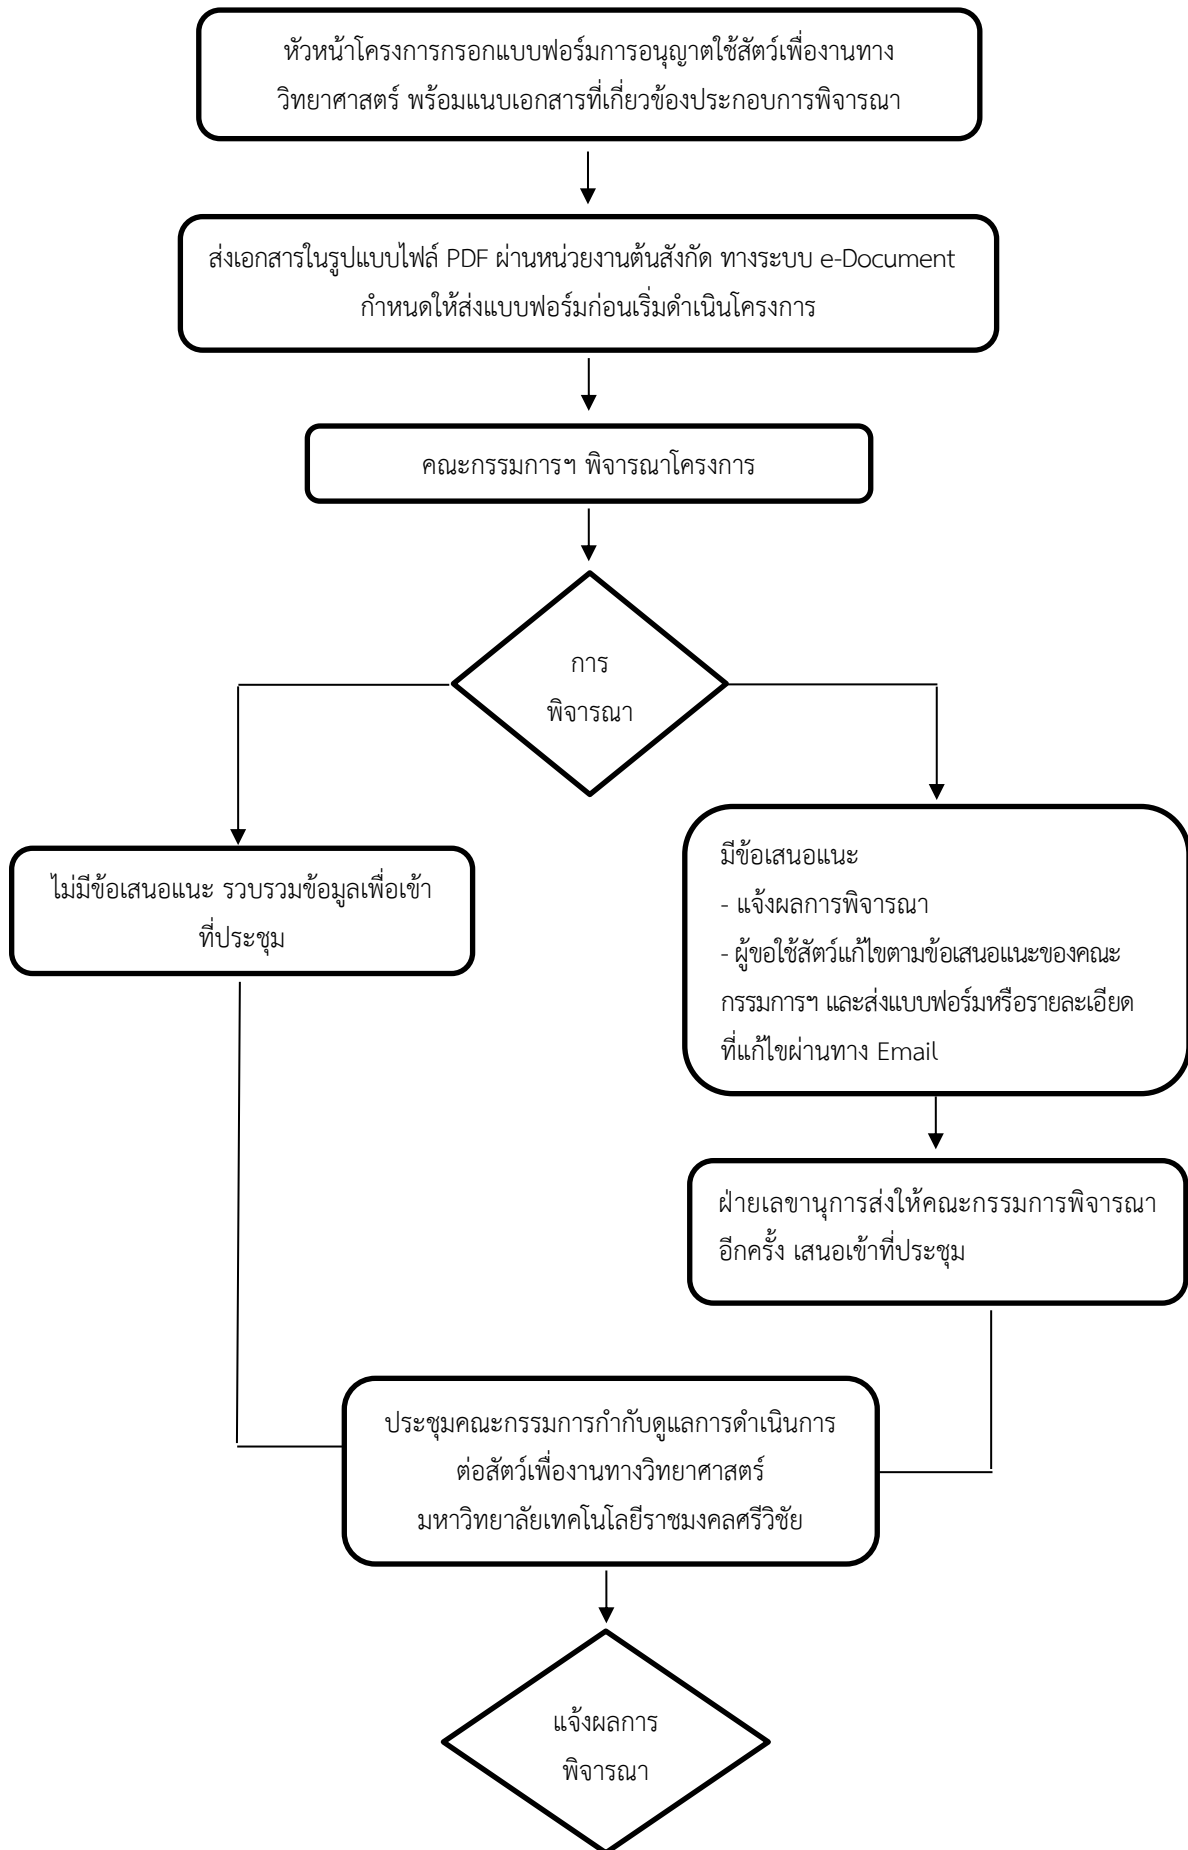 หัวหน้าโครงการกรอกแบบฟอร์มการอนุญาตใช้สัตว์เพื่องานทาง
วิทยาศาสตร์ พร้อมแนบเอกสารที่เกี่ยวข้องประกอบการพิจารณา
ส่งเอกสารในรูปแบบไฟล์ PDF ผ่านหน่วยงานต้นสังกัด ทางระบบ e-Document
กำหนดให้ส่งแบบฟอร์มก่อนเริ่มดำเนินโครงการ
คณะกรรมการฯ พิจารณาโครงการ
การ
พิจารณา
ไม่มีข้อเสนอแนะ รวบรวมข้อมูลเพื่อเข้า
ที่ประชุม
มีข้อเสนอแนะ
- แจ้งผลการพิจารณา
- ผู้ขอใช้สัตว์แก้ไขตามข้อเสนอแนะของคณะ
กรรมการฯ และส่งแบบฟอร์มหรือรายละเอียด
ที่แก้ไขผ่านทาง Email
ฝ่ายเลขานุการส่งให้คณะกรรมการพิจารณา
อีกครั้ง เสนอเข้าที่ประชุม
ประชุมคณะกรรมการกำกับดูแลการดำเนินการ
ต่อสัตว์เพื่องานทางวิทยาศาสตร์
มหาวิทยาลัยเทคโนโลยีราชมงคลศรีวิชัย
แจ้งผลการ
พิจารณา